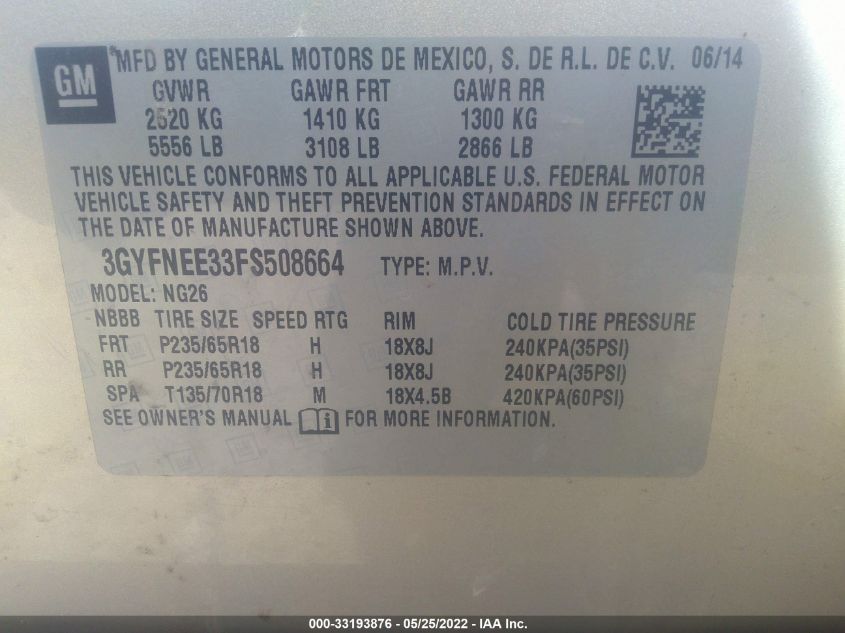 GM
MFD BY GENERAL MOTORS DE MEXICO, S. DE R.L. DE C.V. 06/14
GVWR GAWR FRT GAWR RR
2520 KG 1410 KG 1300 KG
5556 LB 3108 LB 2866 LB
THIS VEHICLE CONFORMS TO ALL APPLICABLE U.S. FEDERAL MOTOR
VEHICLE SAFETY AND THEFT PREVENTION STANDARDS IN EFFECT ON
THE DATE OF MANUFACTURE SHOWN ABOVE.
3GYFNEE33FS508664 TYPE: M.P.V.
MODEL: NG26
NBBB TIRE SIZE SPEED RTG RIM COLD TIRE PRESSURE
FRT P235/65R18 H 18X8J 240KPA(35PSI)
RR P235/65R18 H 18X8J 240KPA(35PSI)
SPA T135/70R18 M 18X4.5B 420KPA(60PSI)
SEE OWNER'S MANUAL i FOR MORE INFORMATION.
000-33193876 - 05/25/2022 - IAA Inc.